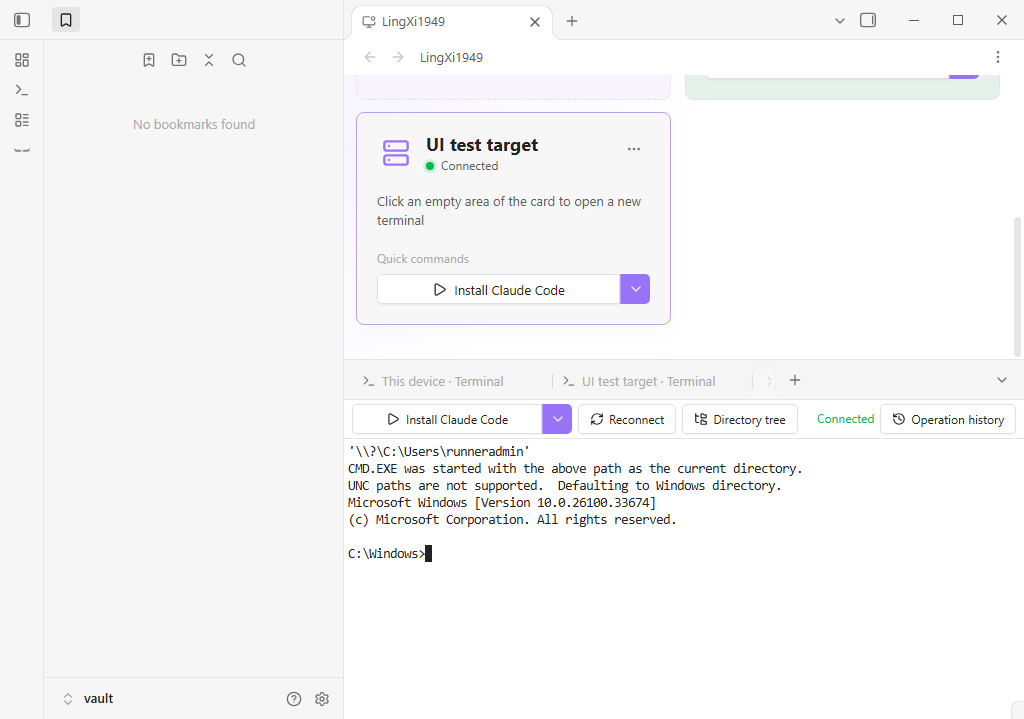 LingXi1949
LingXi1949
No bookmarks found
UI test target
Connected
Click an empty area of the card to open a new
terminal
Quick commands
Install Claude Code
This device · Terminal
UI test target · Terminal
Install Claude Code
Reconnect
Directory tree
Connected
Operation history
'\\?\C:\Users\runneradmin'
CMD.EXE was started with the above path as the current directory.
UNC paths are not supported.  Defaulting to Windows directory.
Microsoft Windows [Version 10.0.26100.33674]
(c) Microsoft Corporation. All rights reserved.
C:\Windows>
vault